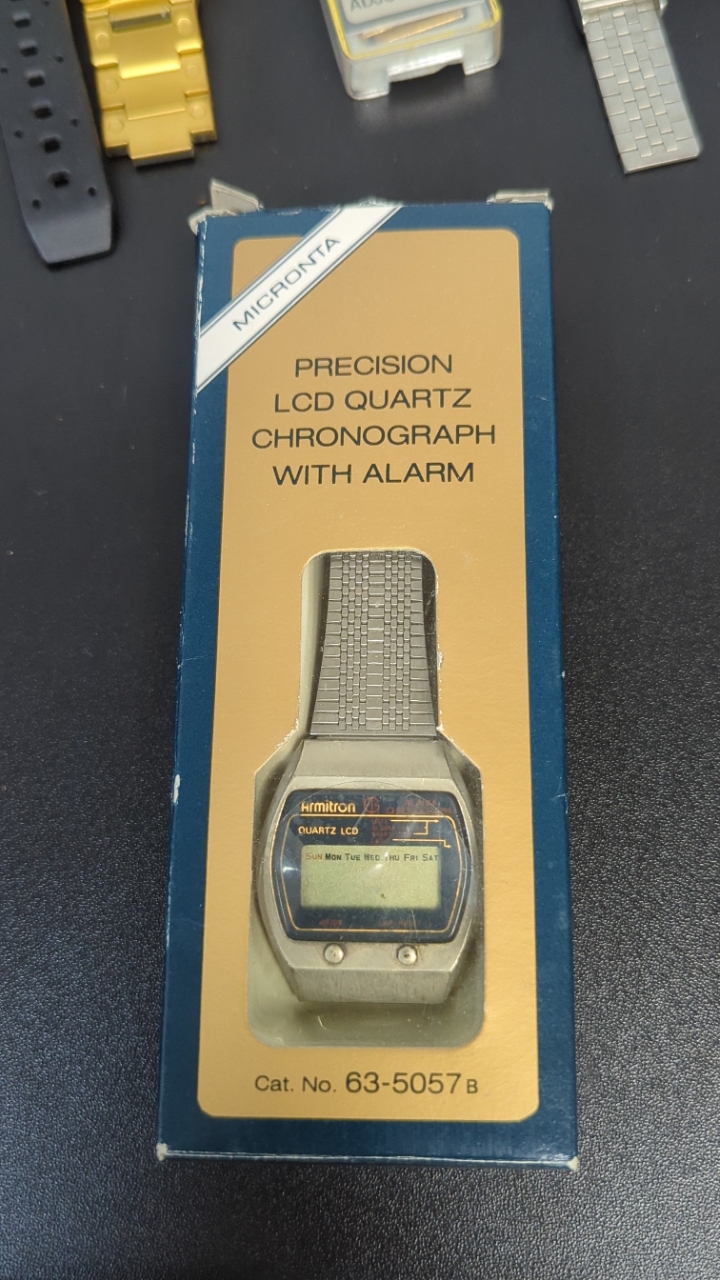 MICRONTA
PRECISION
LCD QUARTZ
CHRONOGRAPH
WITH ALARM
Armitron
QUARTZ LCD
SUN MON TUE WED THU FRI SAT
Cat. No. 63-5057B